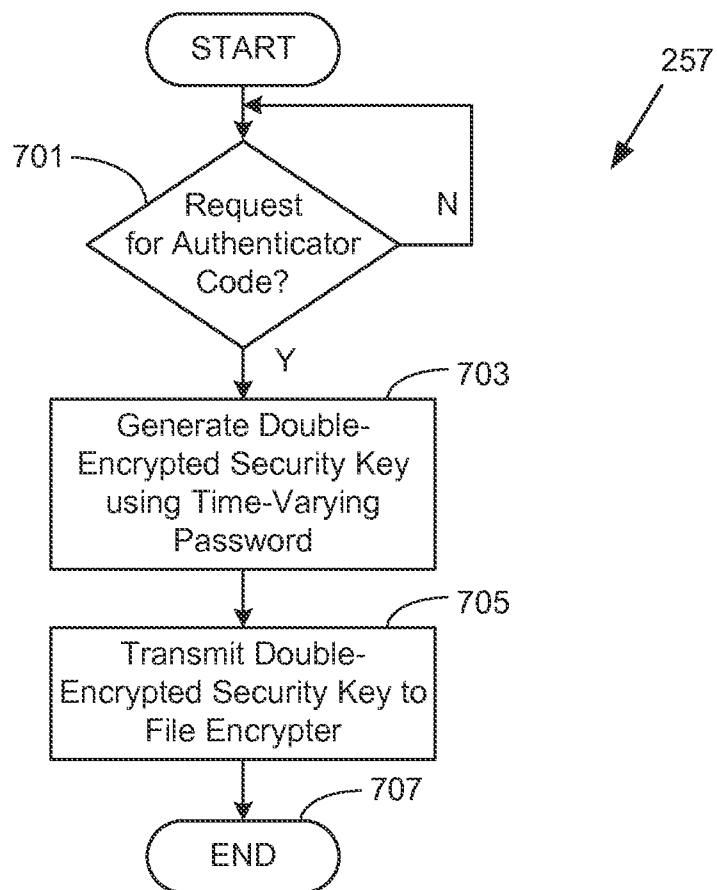 START
257
701
Request
for Authenticator
Code?
N
Y
703
Generate Double-
Encrypted Security Key
using Time-Varying
Password
705
Transmit Double-
Encrypted Security Key to
File Encrypter
707
END